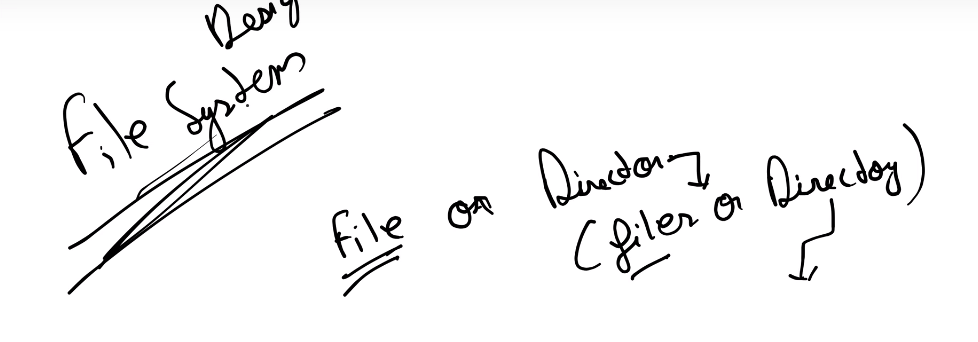 Design
File System
File or Directory
(files or Directory)